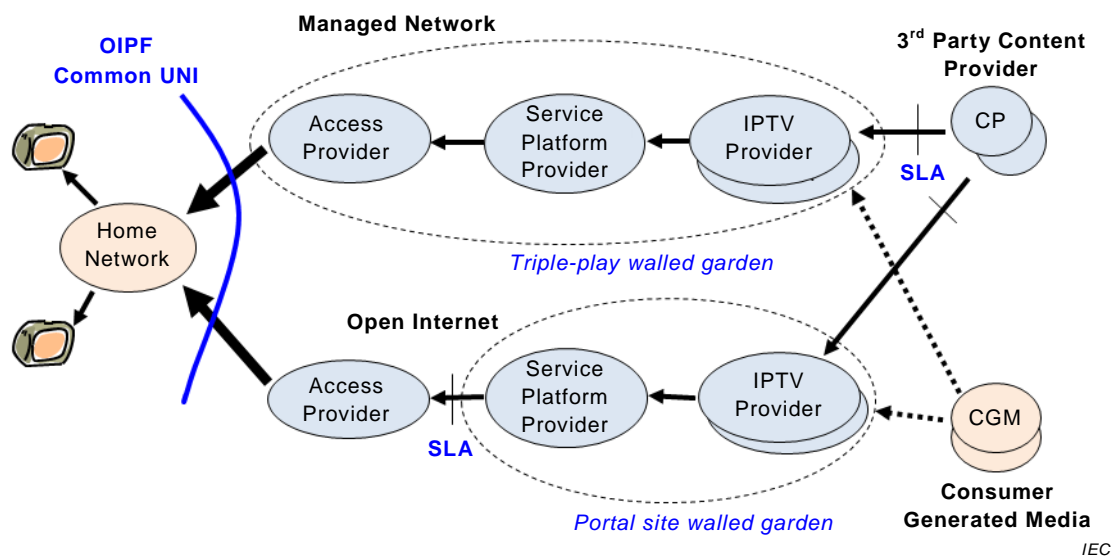 Managed Network
OIPF
Common UNI
3rd Party Content
Provider
Access
Provider
Service
Platform
Provider
IPTV
Provider
CP
SLA
Home
Network
Triple-play walled garden
Open Internet
Access
Provider
Service
Platform
Provider
IPTV
Provider
CGM
SLA
Consumer
Generated Media
Portal site walled garden
IEC